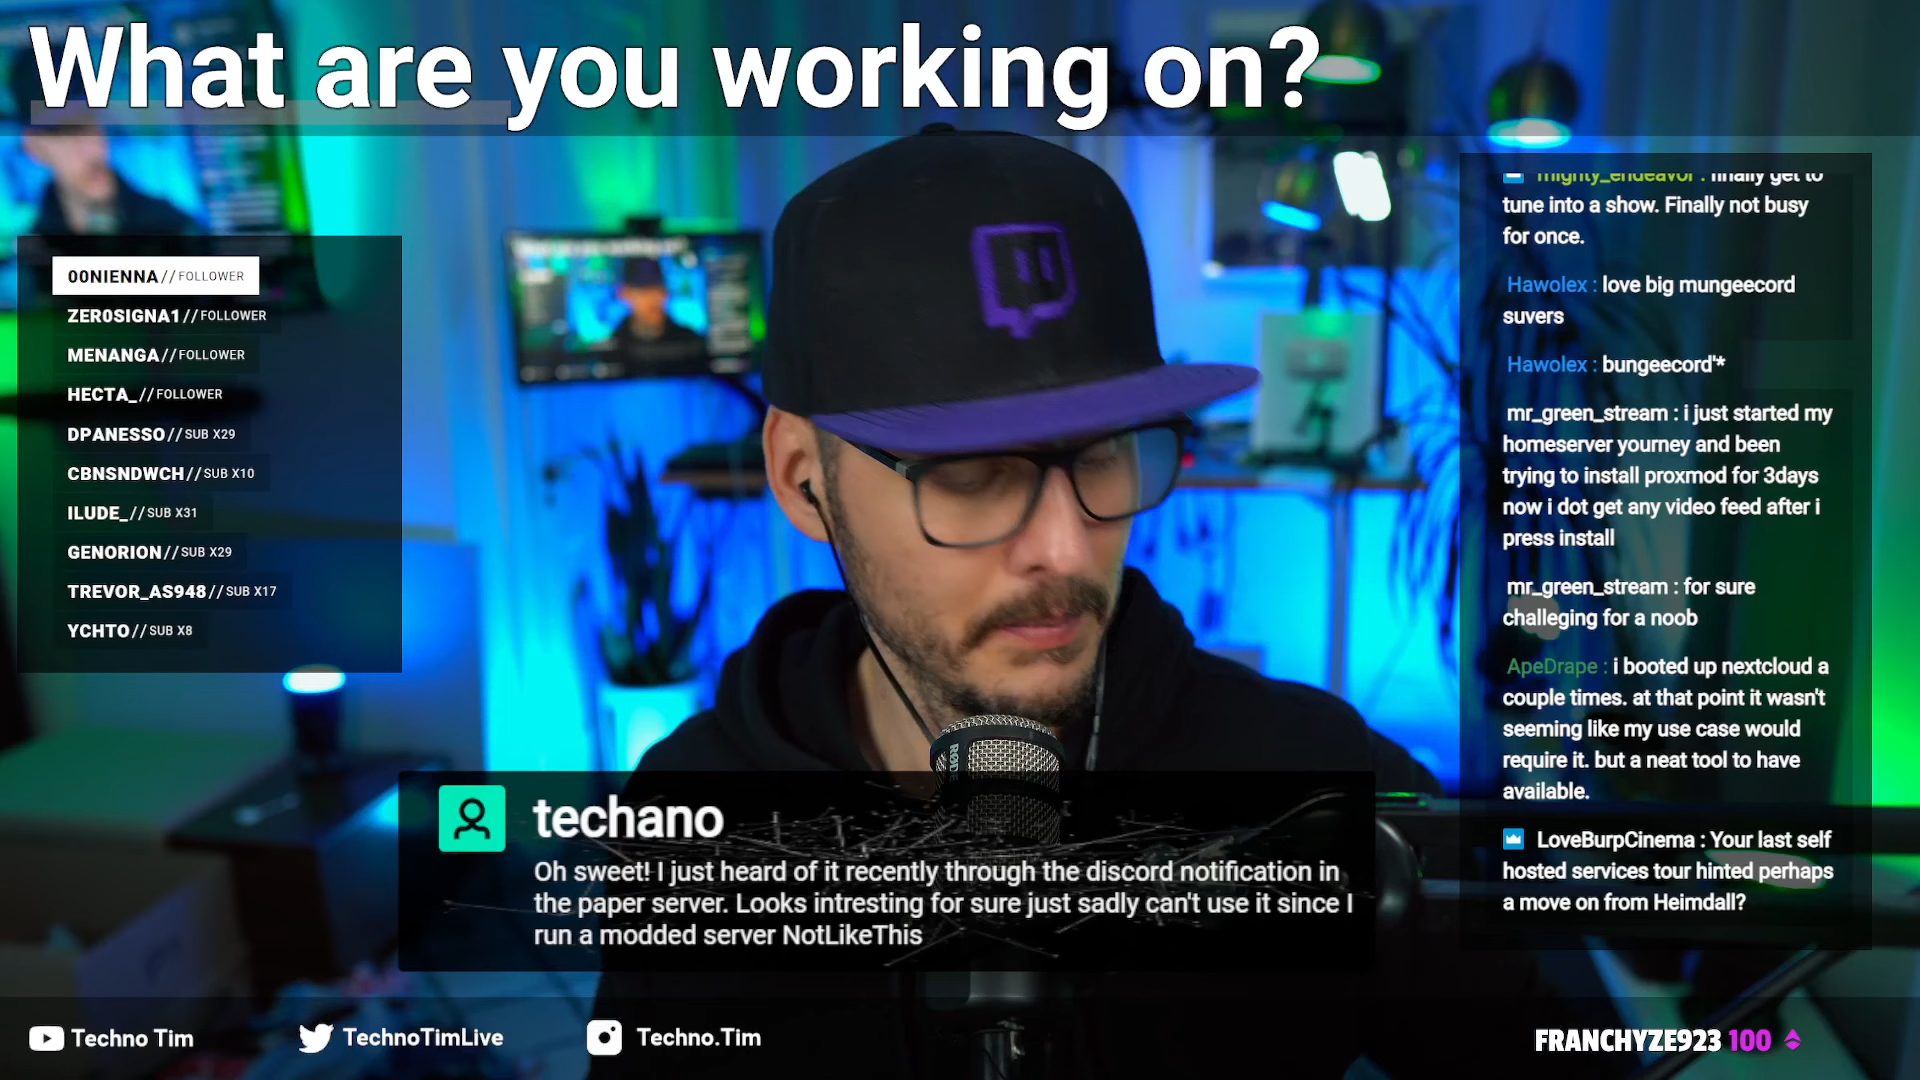 What are you working on?
00NIENNA//FOLLOWER
ZER0SIGNA1//FOLLOWER
MENANGA//FOLLOWER
HECTA_//FOLLOWER
DPANESSO//SUB X29
CBNSNDWCH//SUB X10
ILUDE_//SUB X31
GENORION//SUB X29
TREVOR_AS948//SUB X17
YCHTO//SUB X8
mighty_endeavor : finally get to
tune into a show. Finally not busy
for once.
Hawolex : love big mungeecord
suvers
Hawolex : bungeecord'*
mr_green_stream : i just started my
homeserver yourney and been
trying to install proxmod for 3days
now i dot get any video feed after i
press install
mr_green_stream : for sure
challeging for a noob
ApeDrape : i booted up nextcloud a
couple times. at that point it wasn't
seeming like my use case would
require it. but a neat tool to have
available.
LoveBurpCinema : Your last self
hosted services tour hinted perhaps
a move on from Heimdall?
RØDE
techano
Oh sweet! I just heard of it recently through the discord notification in
the paper server. Looks intresting for sure just sadly can't use it since I
run a modded server NotLikeThis
Techno Tim
TechnoTimLive
Techno.Tim
FRANCHYZE923 100